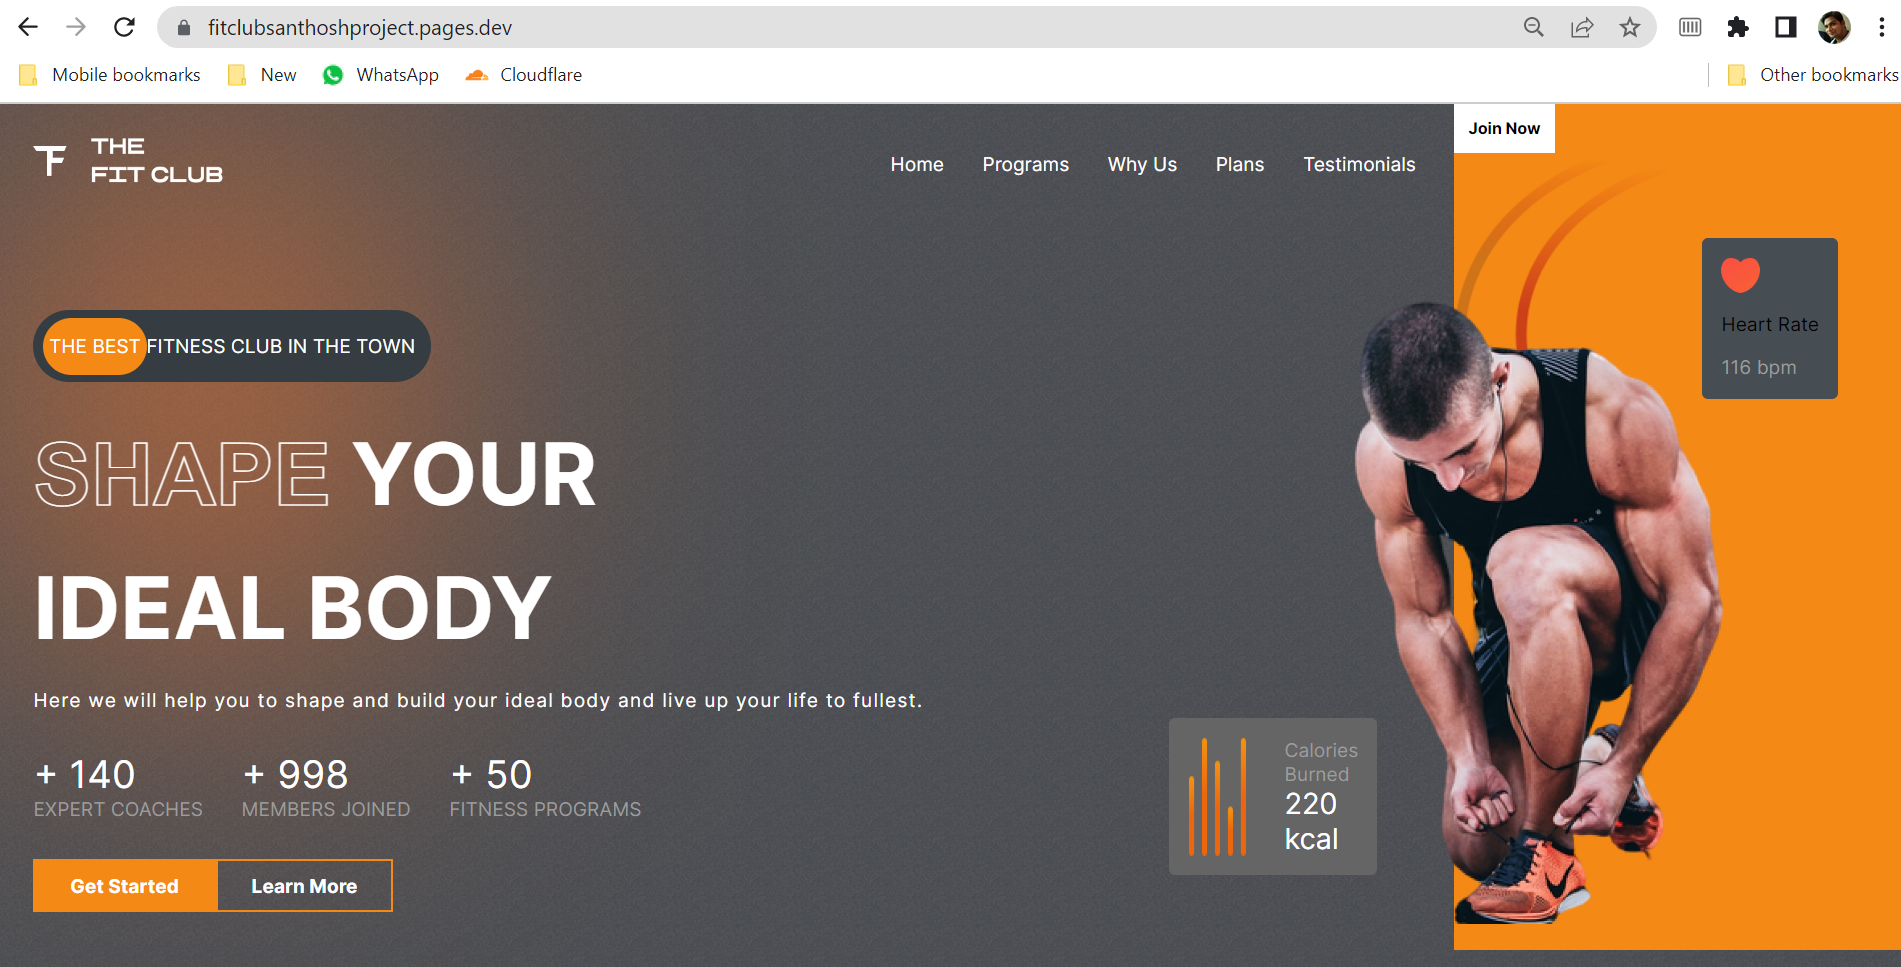 fitclubsanthoshproject.pages.dev
Mobile bookmarks New WhatsApp Cloudflare Other bookmarks
THE
FIT CLUB
Home Programs Why Us Plans Testimonials
Join Now
Heart Rate
116 bpm
THE BEST FITNESS CLUB IN THE TOWN
SHAPE YOUR
IDEAL BODY
Here we will help you to shape and build your ideal body and live up your life to fullest.
+ 140 + 998 + 50
EXPERT COACHES MEMBERS JOINED FITNESS PROGRAMS
Calories
Burned
220
kcal
Get Started Learn More